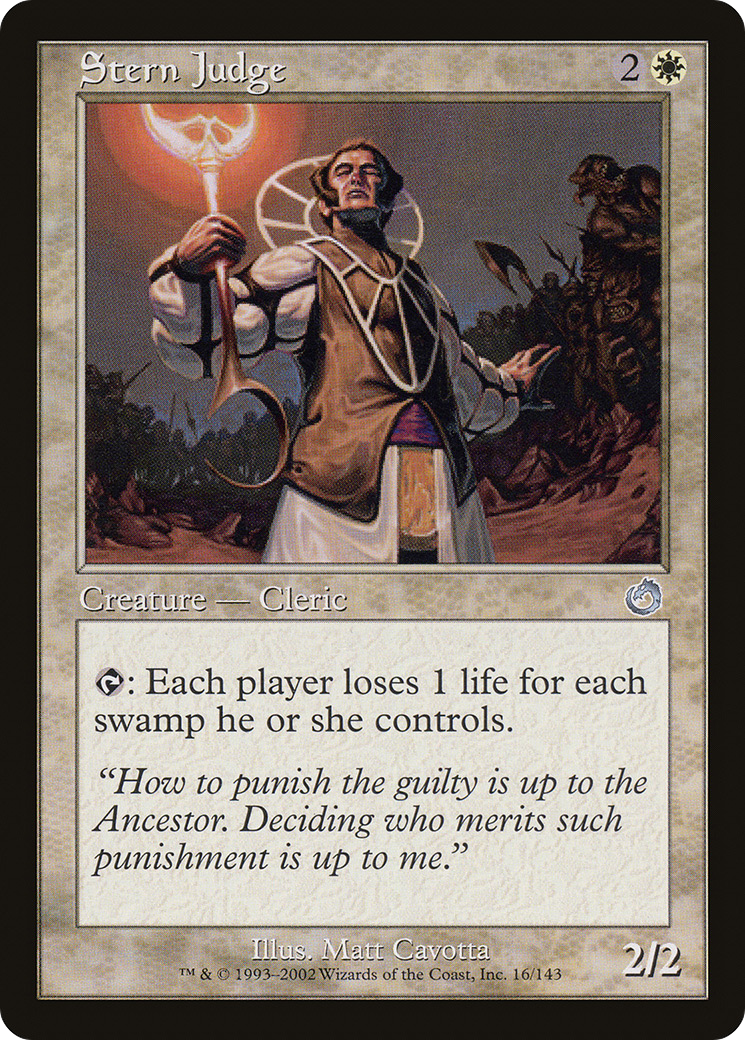 Stern Judge 2
Creature — Cleric
: Each player loses 1 life for each
swamp he or she controls.
“How to punish the guilty is up to the
Ancestor. Deciding who merits such
punishment is up to me.”
Illus. Matt Cavotta
™ & © 1993–2002 Wizards of the Coast, Inc. 16/143
2/2